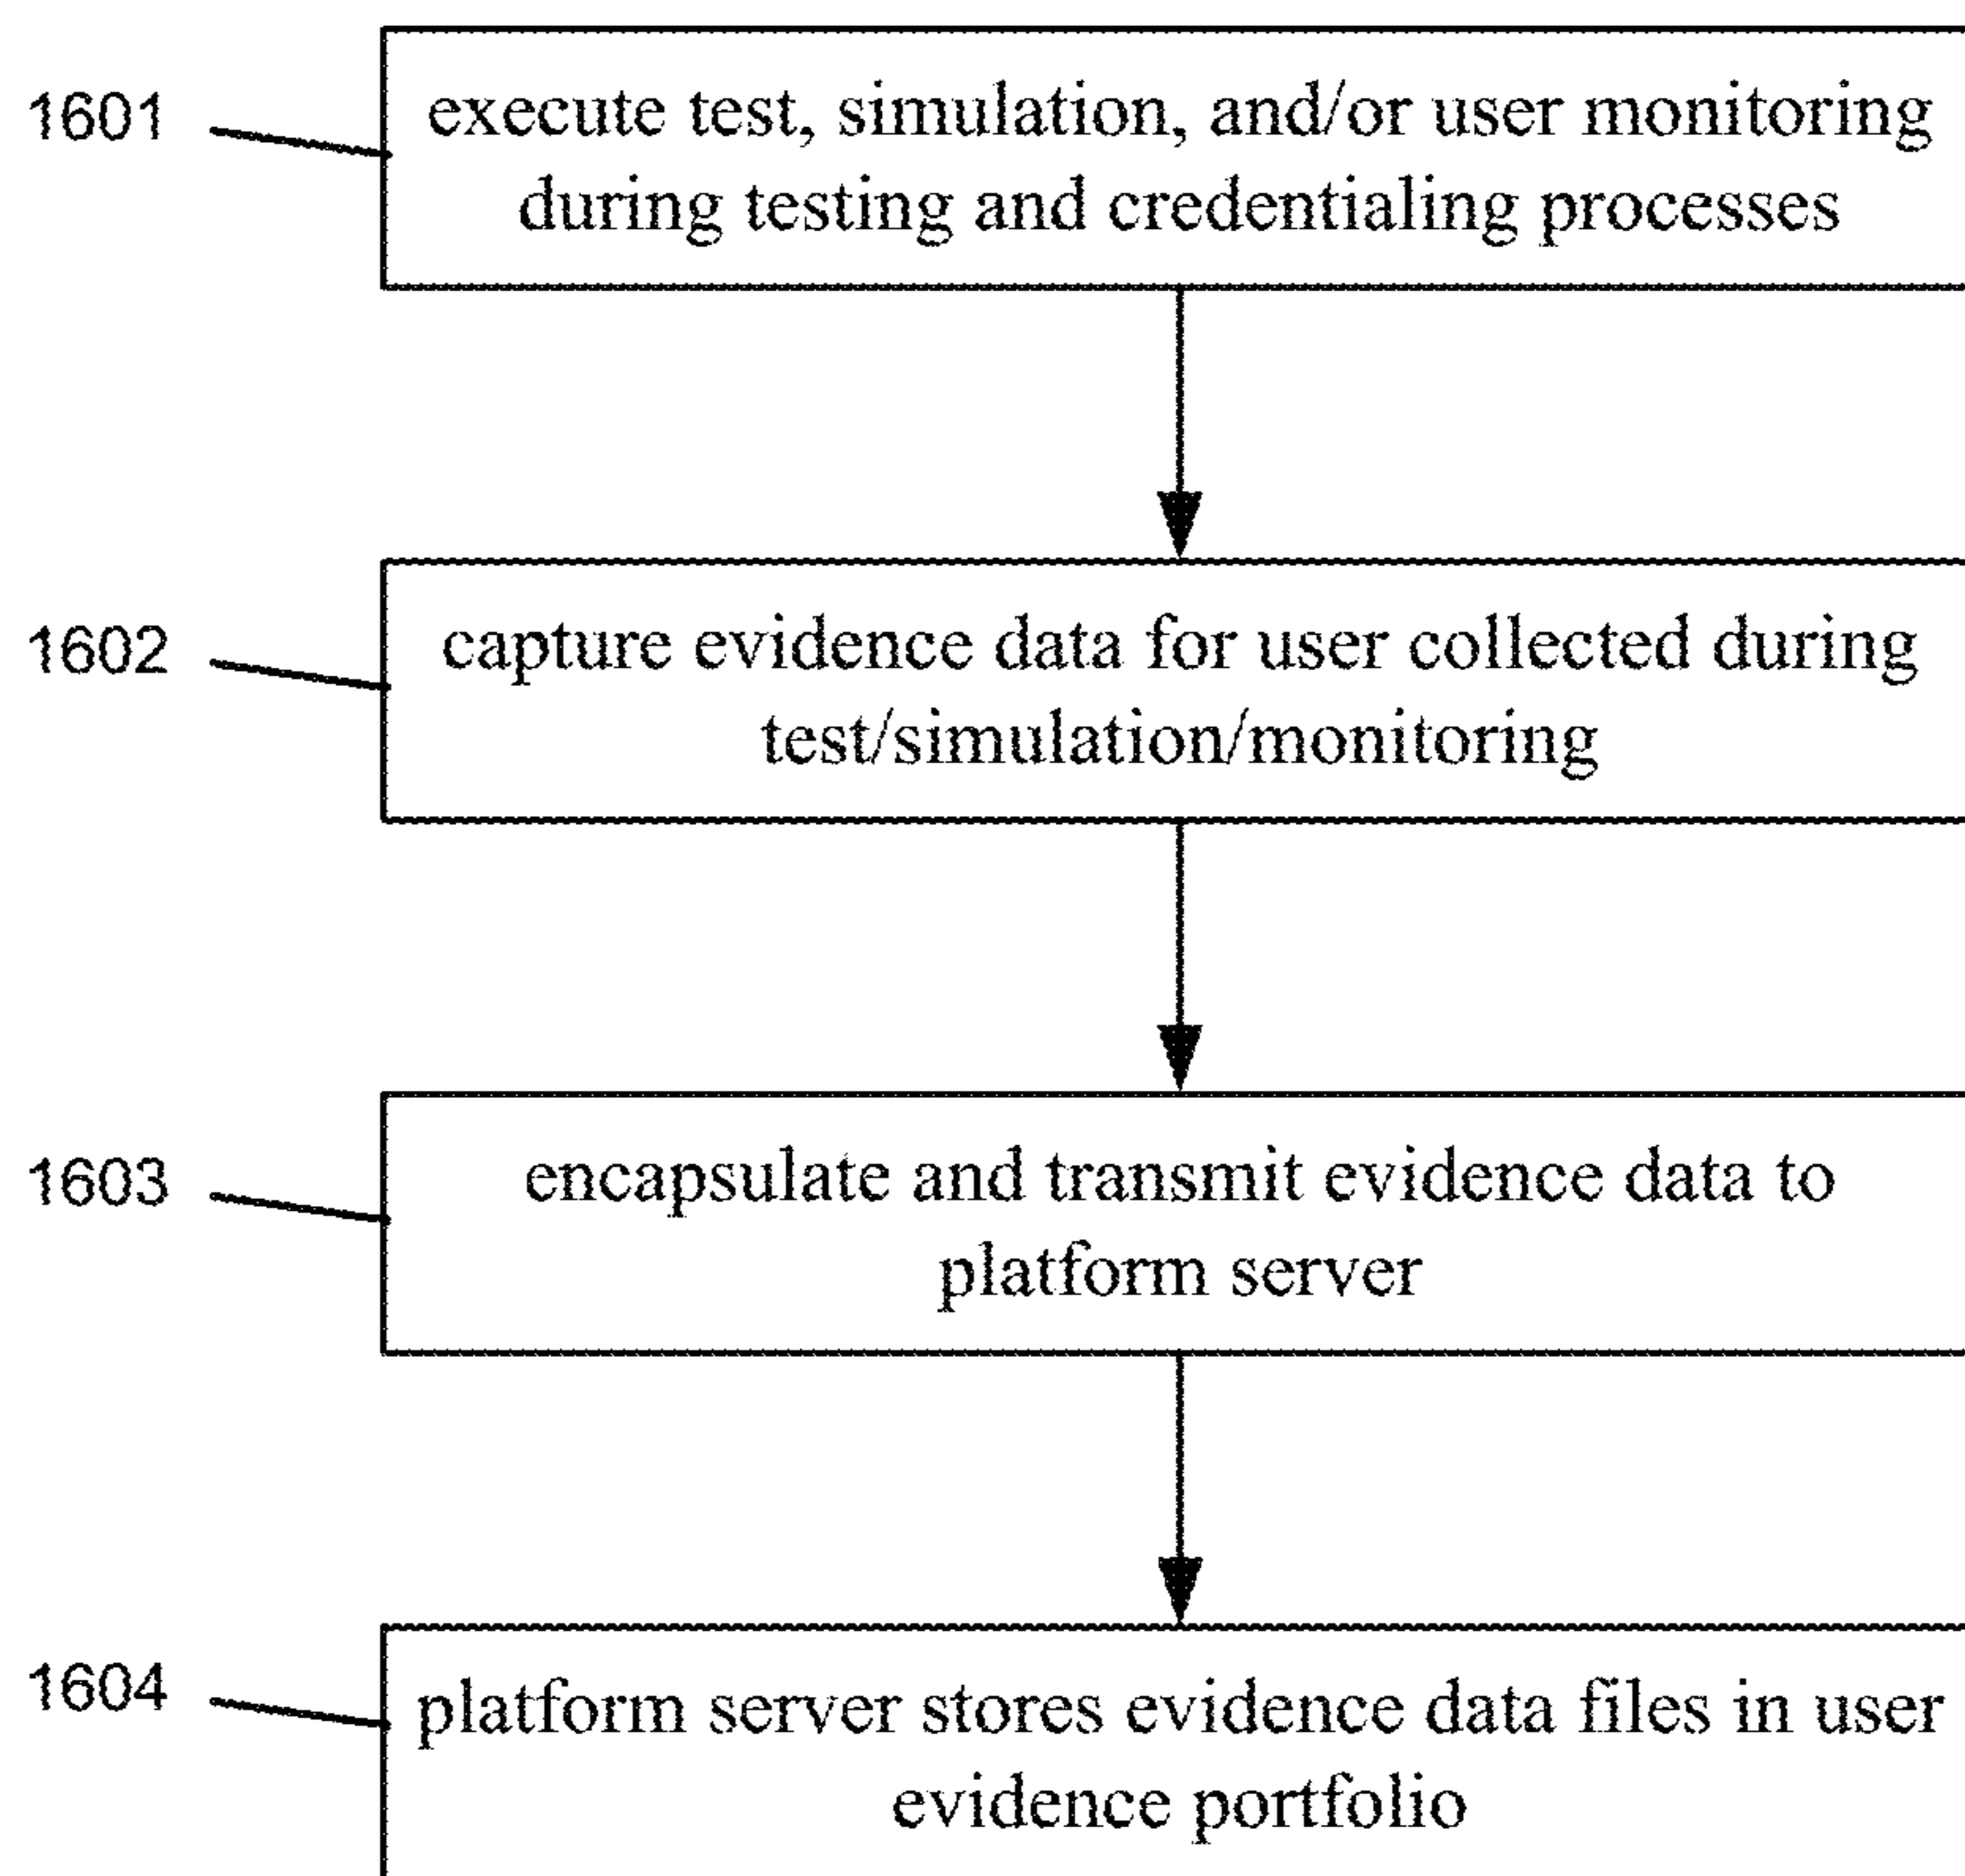 1601
execute test, simulation, and/or user monitoring
during testing and credentialing processes
1602
capture evidence data for user collected during
test/simulation/monitoring
1603
encapsulate and transmit evidence data to
platform server
1604
platform server stores evidence data files in user
evidence portfolio